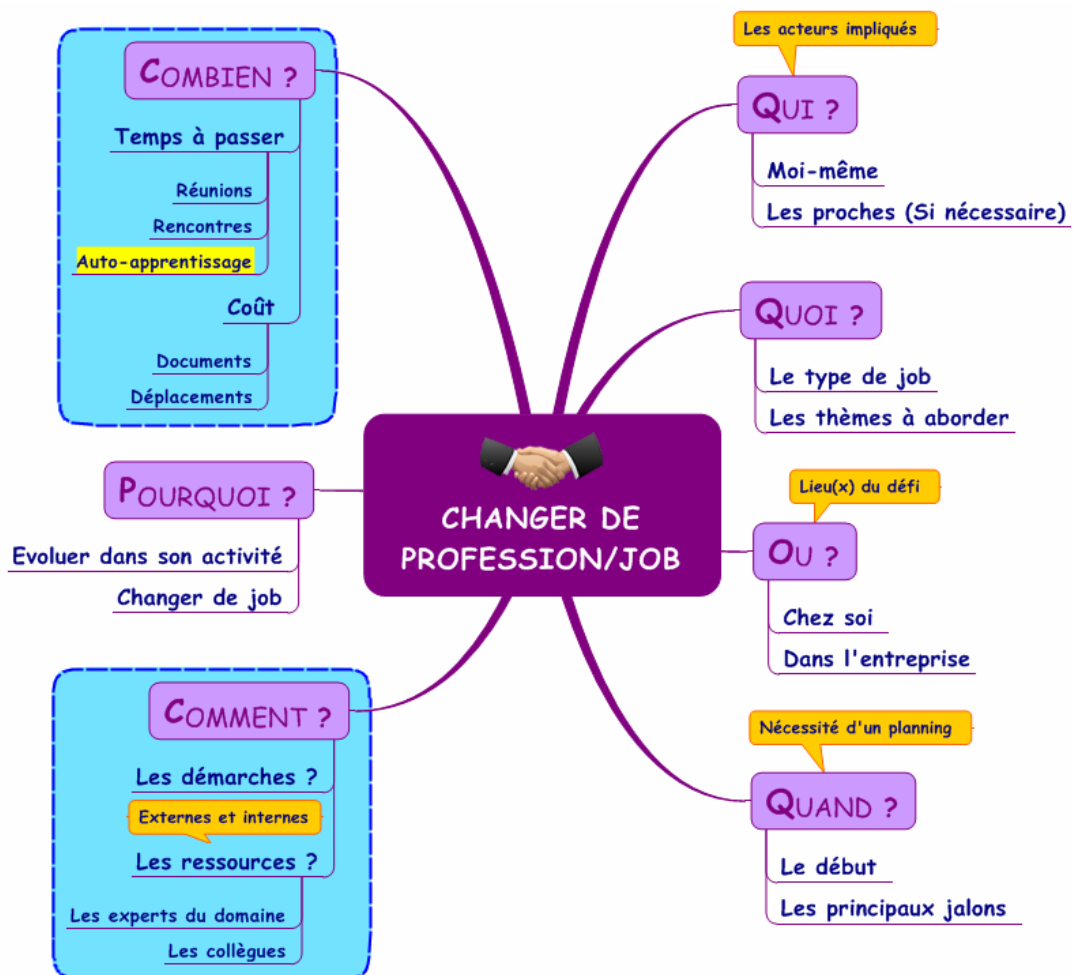 CHANGER DE
PROFESSION/JOB
Les acteurs impliqués
QUI ?
Moi-même
Les proches (Si nécessaire)
QUOI ?
Le type de job
Les thèmes à aborder
Lieu(x) du défi
OU ?
Chez soi
Dans l'entreprise
Nécessité d'un planning
QUAND ?
Le début
Les principaux jalons
COMMENT ?
Les démarches ?
Externes et internes
Les ressources ?
Les experts du domaine
Les collègues
POURQUOI ?
Evoluer dans son activité
Changer de job
COMBIEN ?
Temps à passer
Réunions
Rencontres
Auto-apprentissage
Coût
Documents
Déplacements